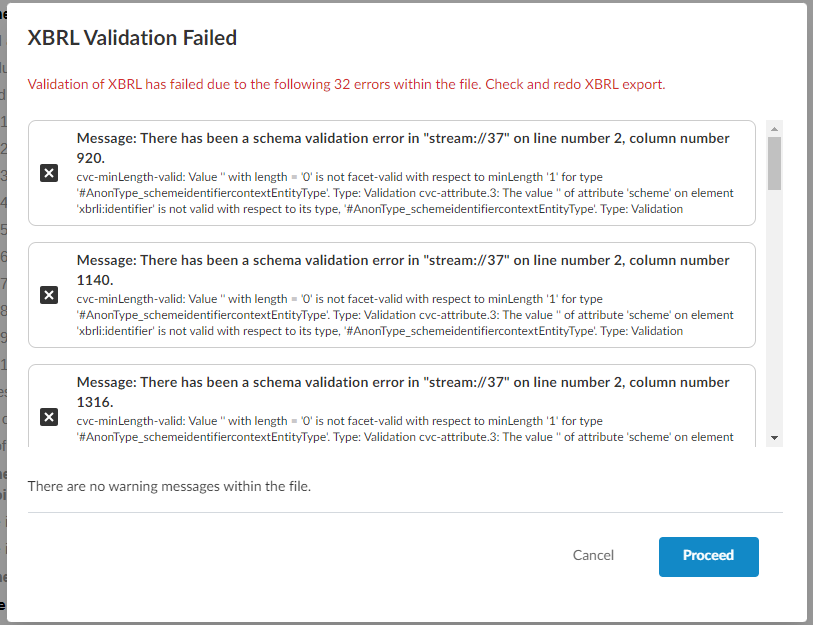 XBRL Validation Failed
Validation of XBRL has failed due to the following 32 errors within the file. Check and redo XBRL export.
Message: There has been a schema validation error in "stream://37" on line number 2, column number
920.
cvc-minLength-valid: Value '' with length = '0' is not facet-valid with respect to minLength '1' for type
'#AnonType_schemeidentifiercontextEntityType'. Type: Validation cvc-attribute.3: The value '' of attribute 'scheme' on element
'xbrli:identifier' is not valid with respect to its type, '#AnonType_schemeidentifiercontextEntityType'. Type: Validation
Message: There has been a schema validation error in "stream://37" on line number 2, column number
1140.
cvc-minLength-valid: Value '' with length = '0' is not facet-valid with respect to minLength '1' for type
'#AnonType_schemeidentifiercontextEntityType'. Type: Validation cvc-attribute.3: The value '' of attribute 'scheme' on element
'xbrli:identifier' is not valid with respect to its type, '#AnonType_schemeidentifiercontextEntityType'. Type: Validation
Message: There has been a schema validation error in "stream://37" on line number 2, column number
1316.
cvc-minLength-valid: Value '' with length = '0' is not facet-valid with respect to minLength '1' for type
'#AnonType_schemeidentifiercontextEntityType'. Type: Validation cvc-attribute.3: The value '' of attribute 'scheme' on element
There are no warning messages within the file.
Cancel
Proceed